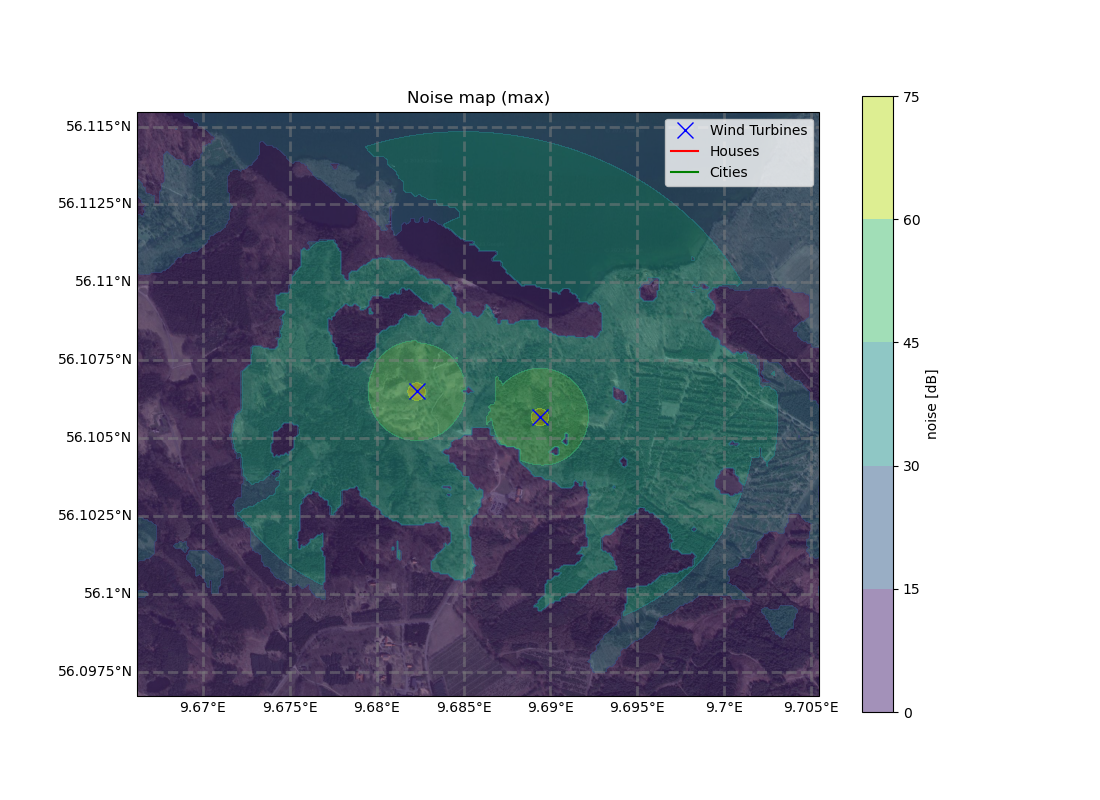 Noise map (max)
56.115°N
56.1125°N
56.11°N
56.1075°N
56.105°N
56.1025°N
56.1°N
56.0975°N
9.67°E
9.675°E
9.68°E
9.685°E
9.69°E
9.695°E
9.7°E
9.705°E
Wind Turbines
Houses
Cities
75
60
45
30
15
0
noise [dB]